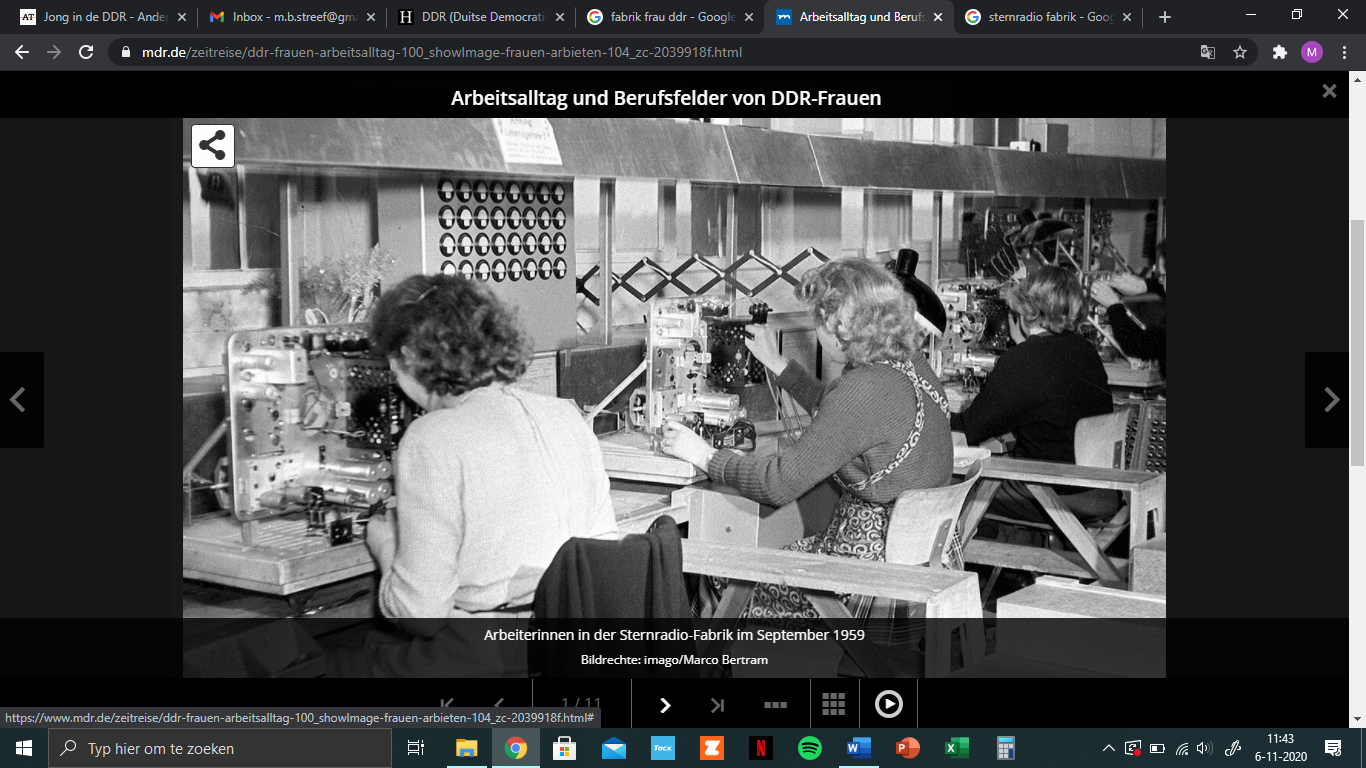 Jong in de DDR - Ander
Inbox - m.b.streef@gma
DDR (Duitse Democrati
fabrik frau ddr - Google
Arbeitsalltag und Berufs
sternradio fabrik - Goog
mdr.de/zeitreise/ddr-frauen-arbeitsalltag-100_showImage-frauen-arbieten-104_zc-2039918f.html
M
Arbeitsalltag und Berufsfelder von DDR-Frauen
Arbeiterinnen in der Sternradio-Fabrik im September 1959
Bildrechte: imago/Marco Bertram
1 / 11
https://www.mdr.de/zeitreise/ddr-frauen-arbeitsalltag-100_showImage-frauen-arbieten-104_zc-2039918f.html#
Typ hier om te zoeken
11:43
6-11-2020